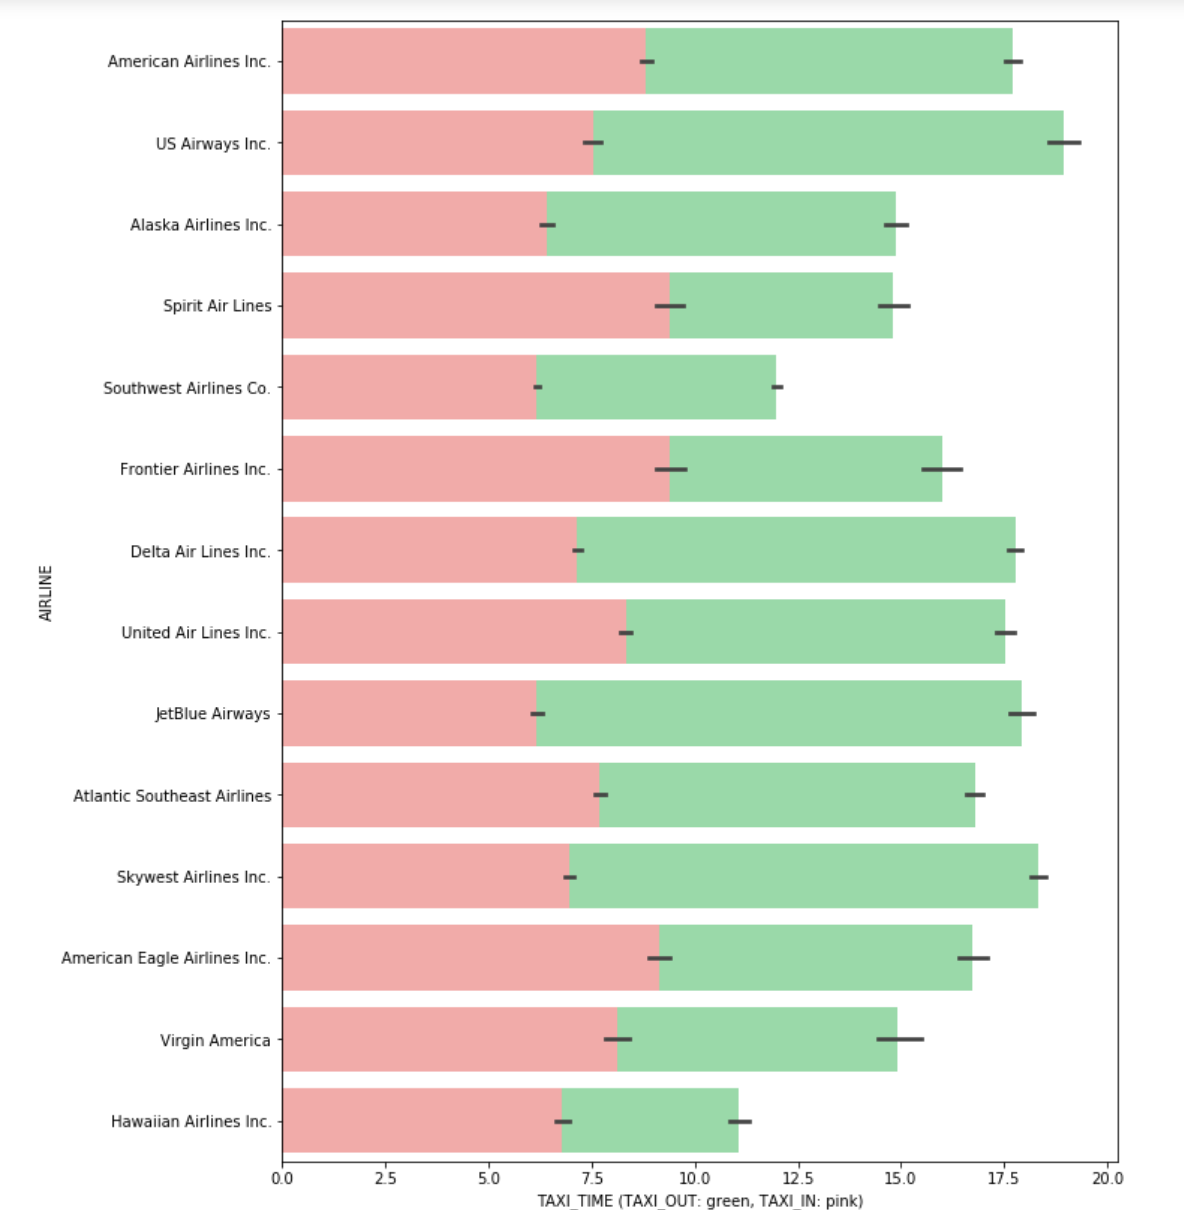 American Airlines Inc.
US Airways Inc.
Alaska Airlines Inc.
Spirit Air Lines
Southwest Airlines Co.
Frontier Airlines Inc.
Delta Air Lines Inc.
United Air Lines Inc.
JetBlue Airways
Atlantic Southeast Airlines
Skywest Airlines Inc.
American Eagle Airlines Inc.
Virgin America
Hawaiian Airlines Inc.
AIRLINE
0.0 2.5 5.0 7.5 10.0 12.5 15.0 17.5 20.0
TAXI_TIME (TAXI_OUT: green, TAXI_IN: pink)